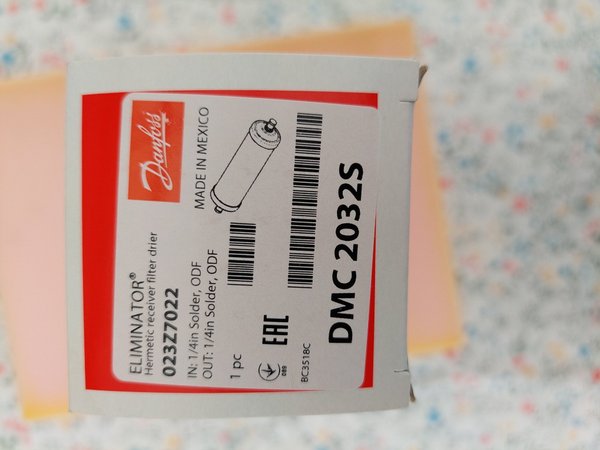 Danfoss
MADE IN MEXICO
ELIMINATOR®
Hermetic receiver filter drier
023Z7022
IN: 1/4in Solder, ODF
OUT: 1/4in Solder, ODF
1 pc
089
EAC
BC3518C
DMC 2032S